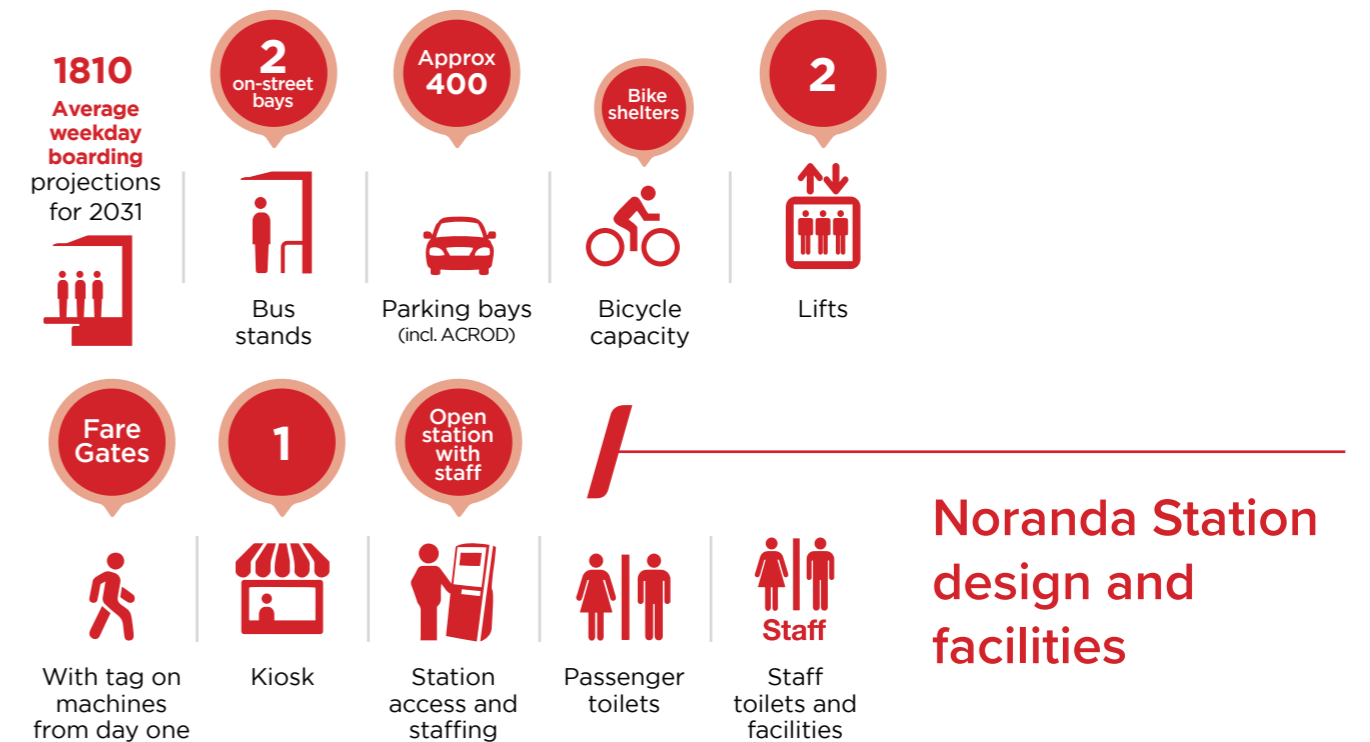 1810
Average
weekday
boarding
projections
for 2031
2
on-street
bays
Bus
stands
Approx
400
Parking bays
(incl. ACROD)
Bike
shelters
Bicycle
capacity
2
Lifts
Fare
Gates
With tag on
machines
from day one
1
Kiosk
Open
station
with
staff
Station
access and
staffing
Passenger
toilets
Staff
Staff
toilets and
facilities
Noranda Station
design and
facilities